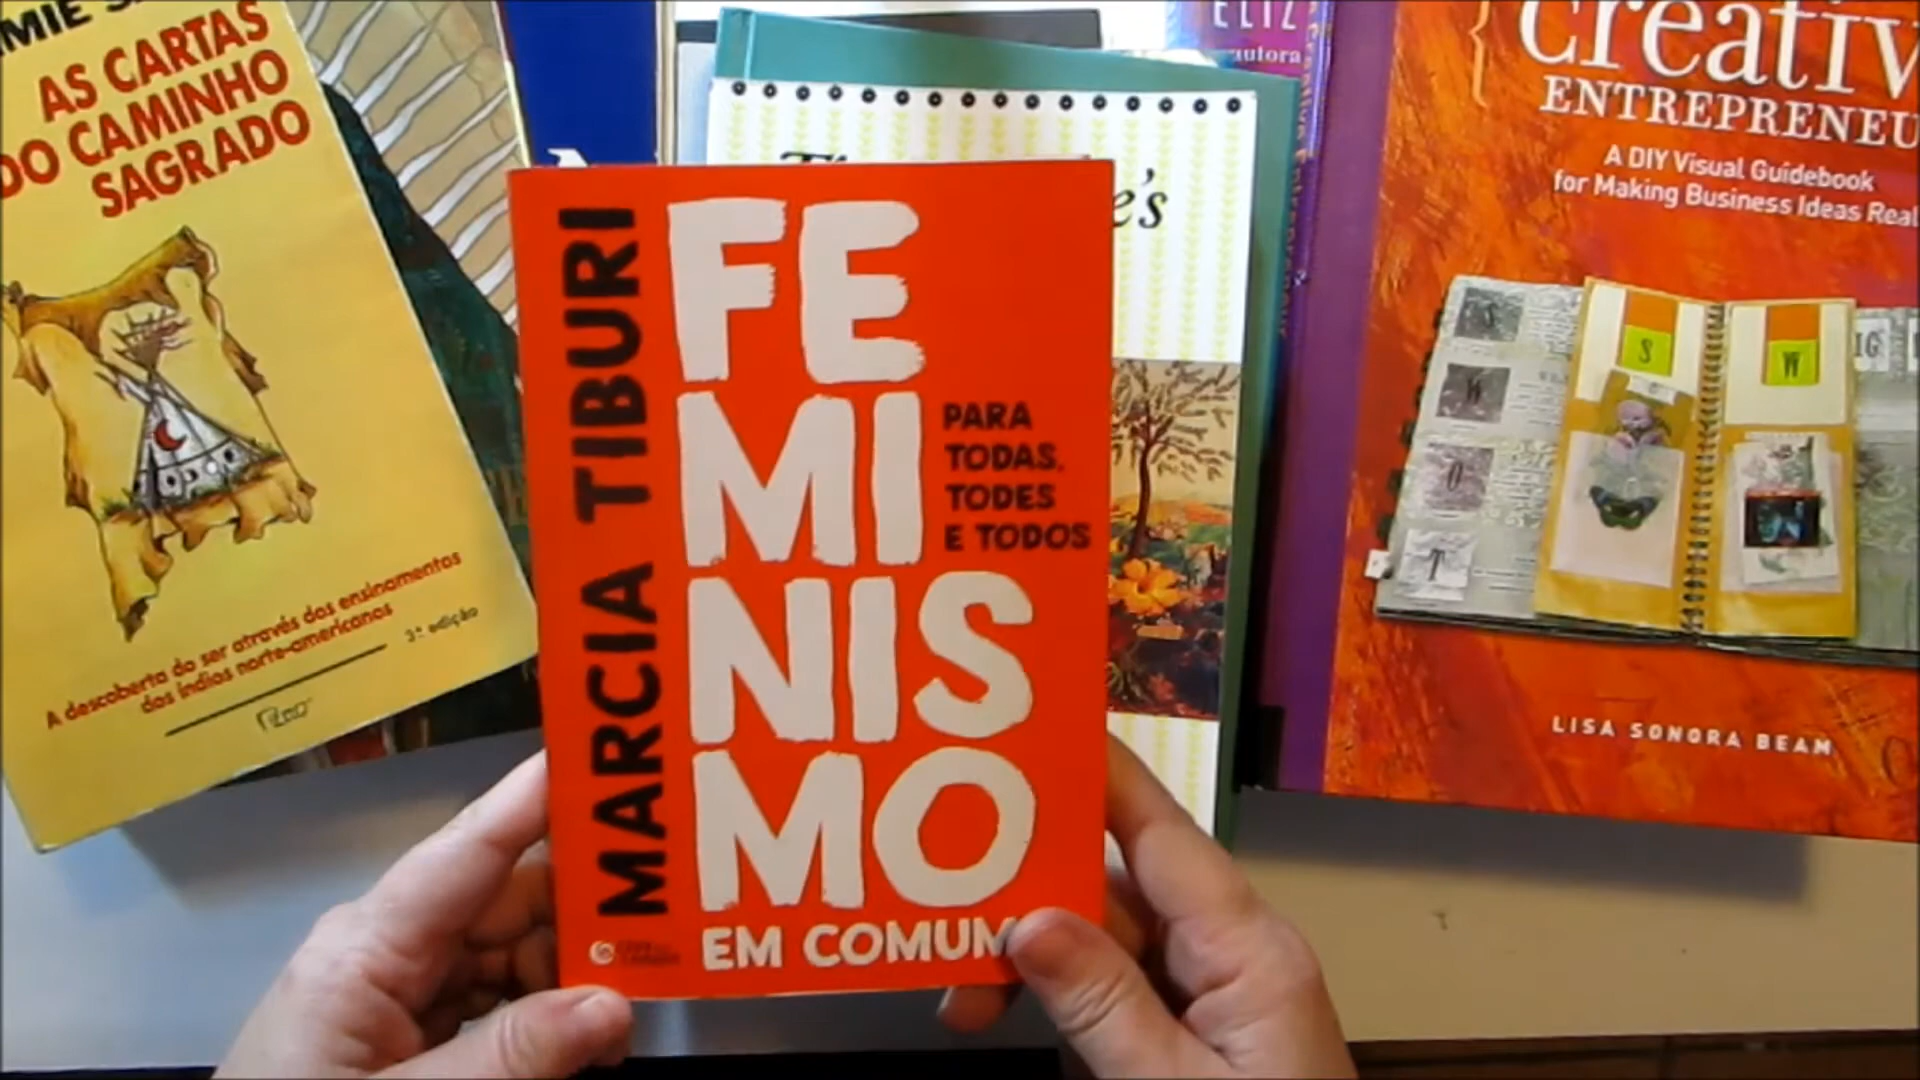 AS CARTAS
DO CAMINHO
SAGRADO
A descoberta do ser através dos ensinamentos
dos índios norte-americanos
3ª edição
MARCIA TIBURI
FE
MI
NIS
MO
EM COMUM
PARA
TODAS,
TODES
E TODOS
's
ELIZ
autora
creativ
ENTREPRENEU
A DIY Visual Guidebook
for Making Business Ideas Real
S
W
S
W
O
T
LISA SONORA BEAM